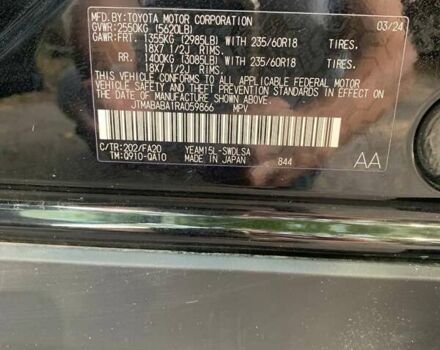 MFD.BY:TOYOTA MOTOR CORPORATION 03/24
GVWR:2550KG (5620LB)
GAWR:FRT. 1355KG (2985LB) WITH 235/60R18 TIRES.
18X7 1/2J RIMS.
RR. 1400KG (3085LB) WITH 235/60R18 TIRES.
18X7 1/2J RIMS.
THIS VEHICLE CONFORMS TO ALL APPLICABLE FEDERAL MOTOR
VEHICLE SAFETY AND THEFT PREVENTION STANDARDS IN EFFECT
ON THE DATE OF MANUFACTURE SHOWN ABOVE.
JTMABABA1RA059866 MPV
C/TR:202/FA20 YEAM15L-SWDLSA
TM:Q910-QA10 MADE IN JAPAN 844 AA